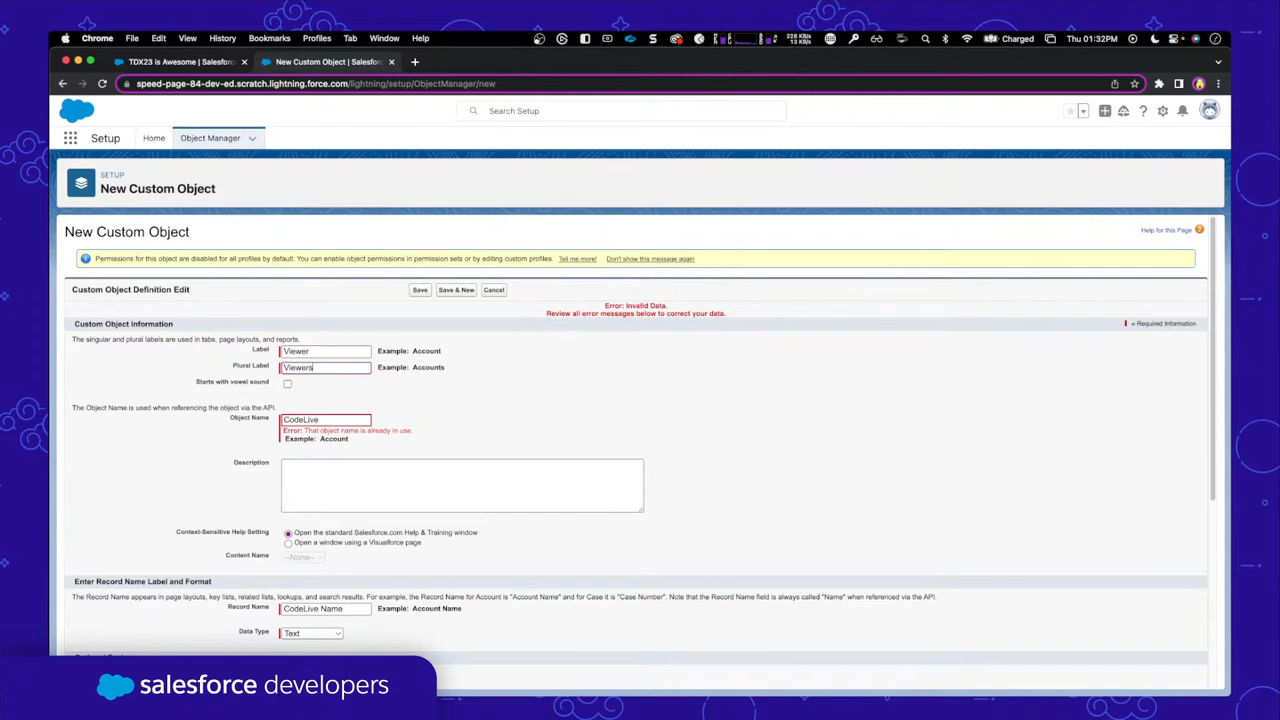 Chrome File Edit View History Bookmarks Profiles Tab Window Help
226 B/s
13 KB/s
Charged
Thu 01:32PM
TDX23 is Awesome | Salesforc
New Custom Object | Salesforc
speed-page-84-dev-ed.scratch.lightning.force.com/lightning/setup/ObjectManager/new
Search Setup
Setup
Home
Object Manager
SETUP
New Custom Object
New Custom Object
Help for this Page
Permissions for this object are disabled for all profiles by default. You can enable object permissions in permission sets or by editing custom profiles. Tell me more! Don't show this message again
Custom Object Definition Edit
Save
Save & New
Cancel
Error: Invalid Data.
Review all error messages below to correct your data.
Custom Object Information
= Required Information
The singular and plural labels are used in tabs, page layouts, and reports.
Label Viewer Example: Account
Plural Label Viewers Example: Accounts
Starts with vowel sound
The Object Name is used when referencing the object via the API.
Object Name CodeLive
Error: That object name is already in use.
Example: Account
Description
Context-Sensitive Help Setting Open the standard Salesforce.com Help & Training window
Open a window using a Visualforce page
Content Name --None--
Enter Record Name Label and Format
The Record Name appears in page layouts, key lists, related lists, lookups, and search results. For example, the Record Name for Account is "Account Name" and for Case it is "Case Number". Note that the Record Name field is always called "Name" when referenced via the API.
Record Name CodeLive Name Example: Account Name
Data Type Text
salesforce developers